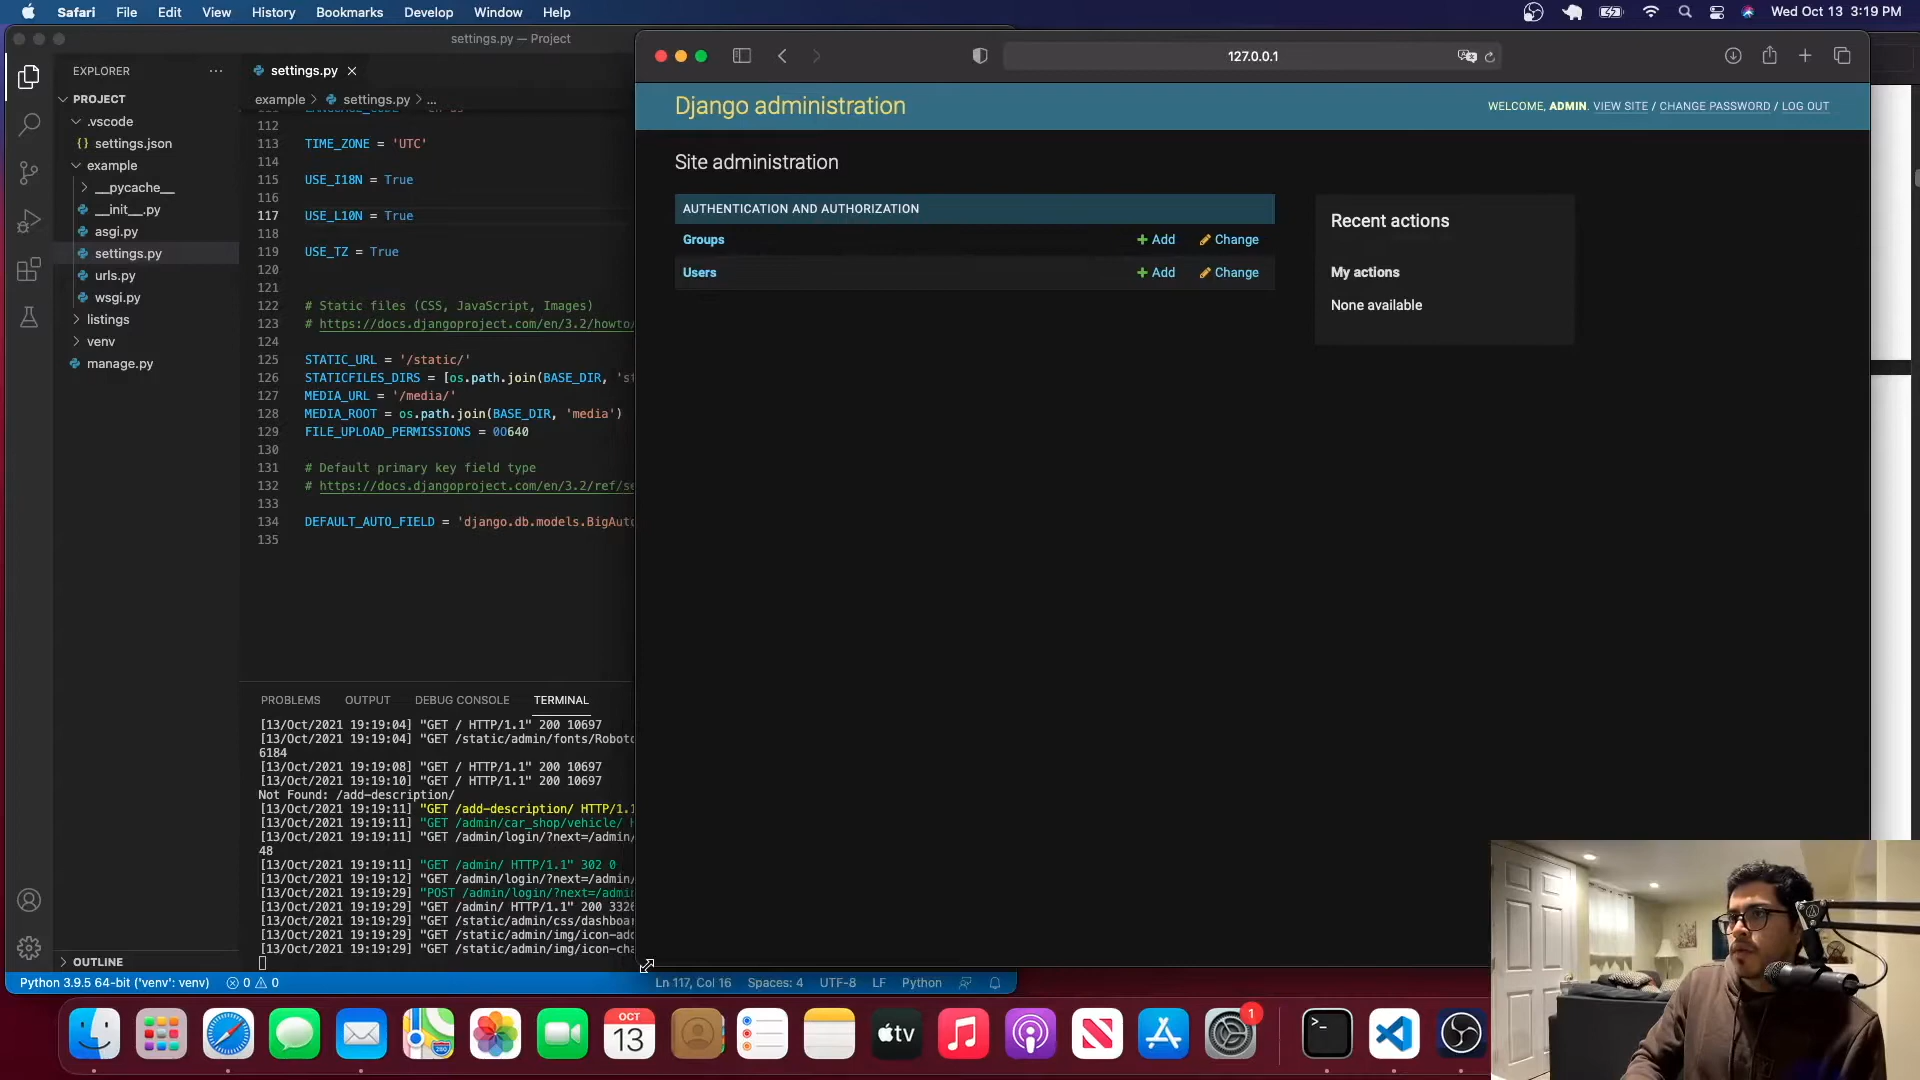 Safari File Edit View History Bookmarks Develop Window Help
Wed Oct 13 3:19 PM
settings.py — Project
EXPLORER
PROJECT
.vscode
{} settings.json
example
__pycache__
__init__.py
asgi.py
settings.py
urls.py
wsgi.py
listings
venv
manage.py
OUTLINE
settings.py
example > settings.py > ...
112
113 TIME_ZONE = 'UTC'
114
115 USE_I18N = True
116
117 USE_L10N = True
118
119 USE_TZ = True
120
121
122 # Static files (CSS, JavaScript, Images)
123 # https://docs.djangoproject.com/en/3.2/howto/
124
125 STATIC_URL = '/static/'
126 STATICFILES_DIRS = [os.path.join(BASE_DIR, 'st
127 MEDIA_URL = '/media/'
128 MEDIA_ROOT = os.path.join(BASE_DIR, 'media')
129 FILE_UPLOAD_PERMISSIONS = 0O640
130
131 # Default primary key field type
132 # https://docs.djangoproject.com/en/3.2/ref/se
133
134 DEFAULT_AUTO_FIELD = 'django.db.models.BigAuto
135
PROBLEMS OUTPUT DEBUG CONSOLE TERMINAL
[13/Oct/2021 19:19:04] "GET / HTTP/1.1" 200 10697
[13/Oct/2021 19:19:04] "GET /static/admin/fonts/Roboto
6184
[13/Oct/2021 19:19:08] "GET / HTTP/1.1" 200 10697
[13/Oct/2021 19:19:10] "GET / HTTP/1.1" 200 10697
Not Found: /add-description/
[13/Oct/2021 19:19:11] "GET /add-description/ HTTP/1.1
[13/Oct/2021 19:19:11] "GET /admin/car_shop/vehicle/ H
[13/Oct/2021 19:19:11] "GET /admin/login/?next=/admin/
48
[13/Oct/2021 19:19:11] "GET /admin/ HTTP/1.1" 302 0
[13/Oct/2021 19:19:12] "GET /admin/login/?next=/admin/
[13/Oct/2021 19:19:29] "POST /admin/login/?next=/admin
[13/Oct/2021 19:19:29] "GET /admin/ HTTP/1.1" 200 3326
[13/Oct/2021 19:19:29] "GET /static/admin/css/dashboa
[13/Oct/2021 19:19:29] "GET /static/admin/img/icon-ad
[13/Oct/2021 19:19:29] "GET /static/admin/img/icon-cha
Python 3.9.5 64-bit ('venv': venv) 0 0 Ln 117, Col 16 Spaces: 4 UTF-8 LF Python
127.0.0.1
Django administration
WELCOME, ADMIN. VIEW SITE / CHANGE PASSWORD / LOG OUT
Site administration
AUTHENTICATION AND AUTHORIZATION
Groups Add Change
Users Add Change
Recent actions
My actions
None available
OCT
13
tv
1
>_